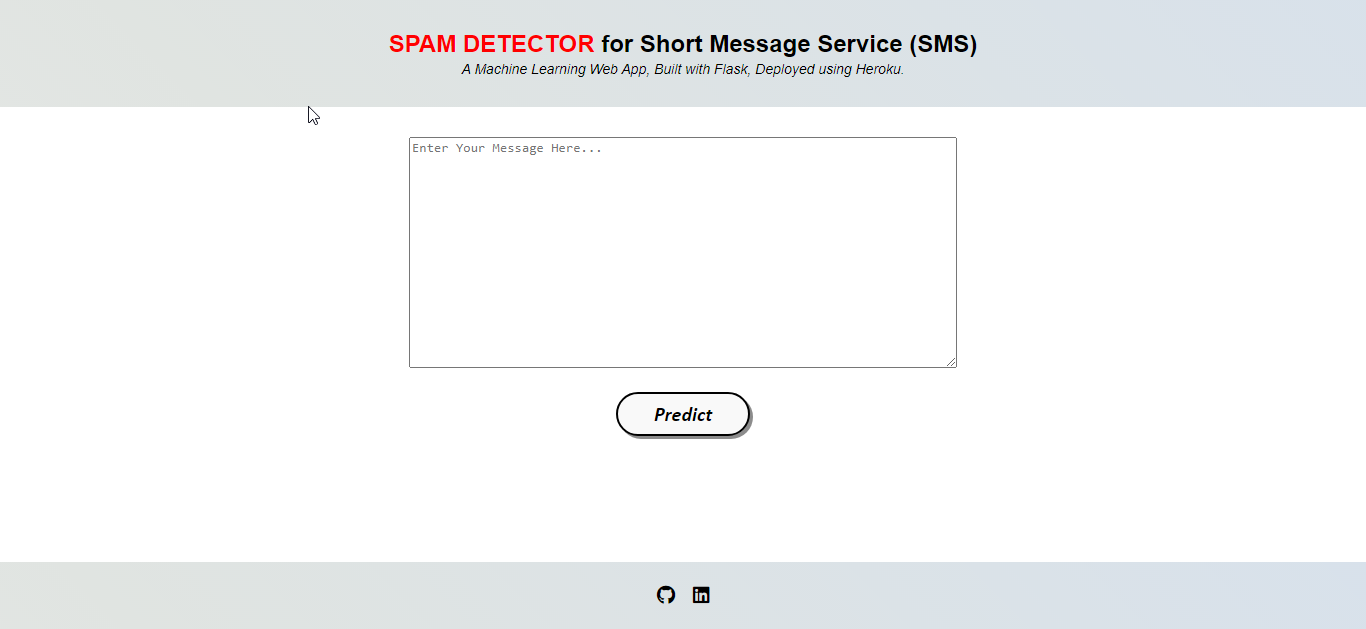 SPAM DETECTOR for Short Message Service (SMS)
A Machine Learning Web App, Built with Flask, Deployed using Heroku.
Enter Your Message Here...
Predict